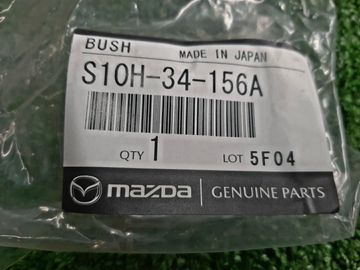 BUSH MADE IN JAPAN
S10H-34-156A
QTY 1 LOT 5F04
mazda GENUINE PARTS